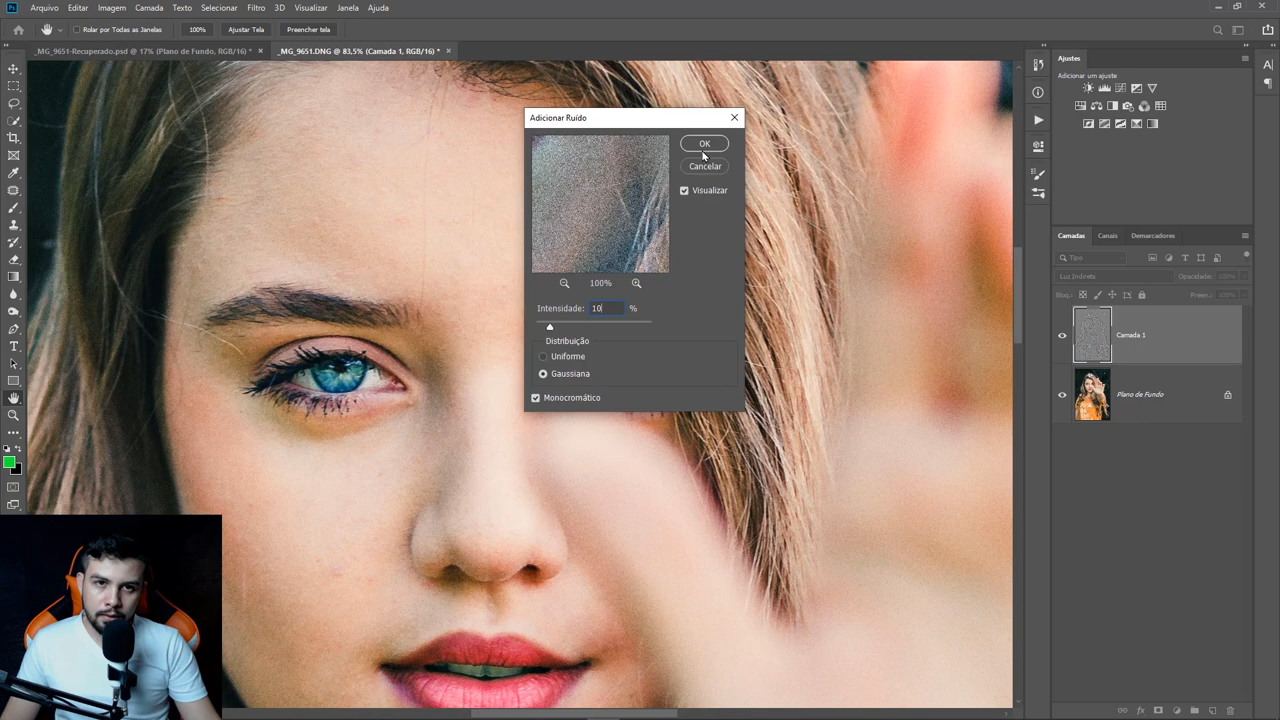 Ps Arquivo Editar Imagem Camada Texto Selecionar Filtro 3D Visualizar Janela Ajuda
Rolar por Todas as Janelas 100% Ajustar Tela Preencher tela
_MG_9651-Recuperado.psd @ 17% (Plano de Fundo, RGB/16) * × _MG_9651.DNG @ 83,5% (Camada 1, RGB/16) * ×
Adicionar Ruído
OK
Cancelar
Visualizar
100%
Intensidade: 10 %
Distribuição
Uniforme
Gaussiana
Monocromático
Ajustes
Adicionar um ajuste
Camadas Canais Demarcadores
Tipo
Luz Indireta Opacidade: 100%
Bloq.: Preen.: 100%
Camada 1
Plano de Fundo